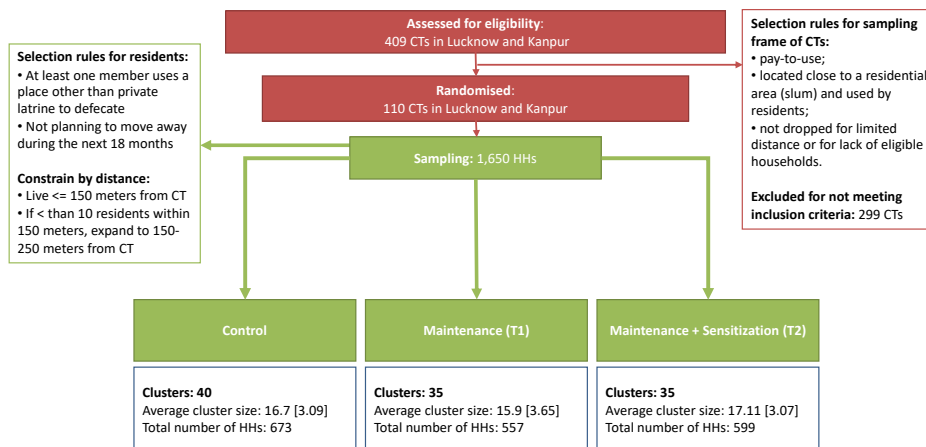 Assessed for eligibility:
409 CTs in Lucknow and Kanpur
Selection rules for sampling
frame of CTs:
• pay-to-use;
• located close to a residential
area (slum) and used by
residents;
• not dropped for limited
distance or for lack of eligible
households.
Excluded for not meeting
inclusion criteria: 299 CTs
Selection rules for residents:
• At least one member uses a
place other than private
latrine to defecate
• Not planning to move away
during the next 18 months
Constrain by distance:
• Live <= 150 meters from CT
• If < than 10 residents within
150 meters, expand to 150-
250 meters from CT
Randomised:
110 CTs in Lucknow and Kanpur
Sampling: 1,650 HHs
Control
Maintenance (T1)
Maintenance + Sensitization (T2)
Clusters: 40
Average cluster size: 16.7 [3.09]
Total number of HHs: 673
Clusters: 35
Average cluster size: 15.9 [3.65]
Total number of HHs: 557
Clusters: 35
Average cluster size: 17.11 [3.07]
Total number of HHs: 599